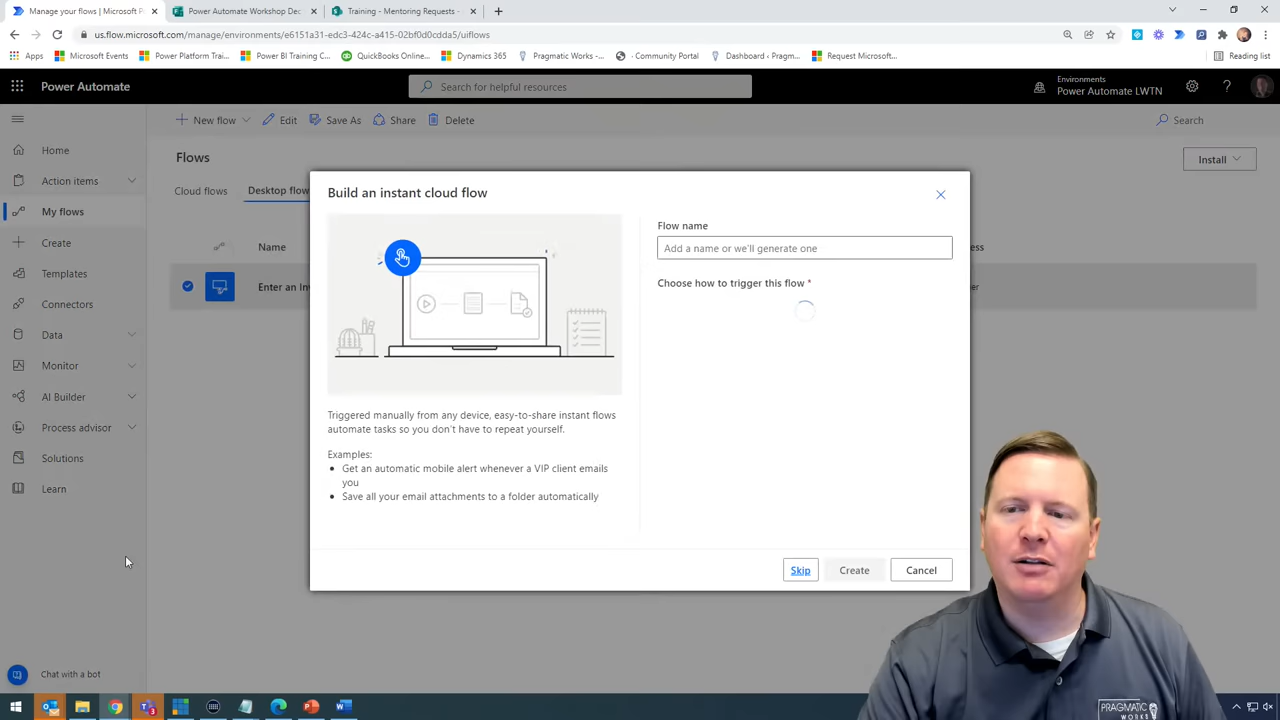 Manage your flows | Microsoft P
Power Automate Workshop Dec
Training - Mentoring Requests -
us.flow.microsoft.com/manage/environments/e6151a31-edc3-424c-a415-02bf0d0cdda5/uiflows
Apps
Microsoft Events
Power Platform Trai...
Power BI Training C...
QuickBooks Online...
Dynamics 365
Pragmatic Works -...
- Community Portal
Dashboard ‹ Pragm...
Request Microsoft...
Reading list
Power Automate
Search for helpful resources
Environments
Power Automate LWTN
New flow
Edit
Save As
Share
Delete
Search
Home
Action items
My flows
Create
Templates
Connectors
Data
Monitor
AI Builder
Process advisor
Solutions
Learn
Chat with a bot
Flows
Install
Cloud flows
Desktop flow
Name
Enter an Inv
Build an instant cloud flow
Triggered manually from any device, easy-to-share instant flows
automate tasks so you don't have to repeat yourself.
Examples:
Get an automatic mobile alert whenever a VIP client emails
you
Save all your email attachments to a folder automatically
Flow name
Add a name or we'll generate one
Choose how to trigger this flow *
Skip
Create
Cancel
PRAGMATIC
WORKS